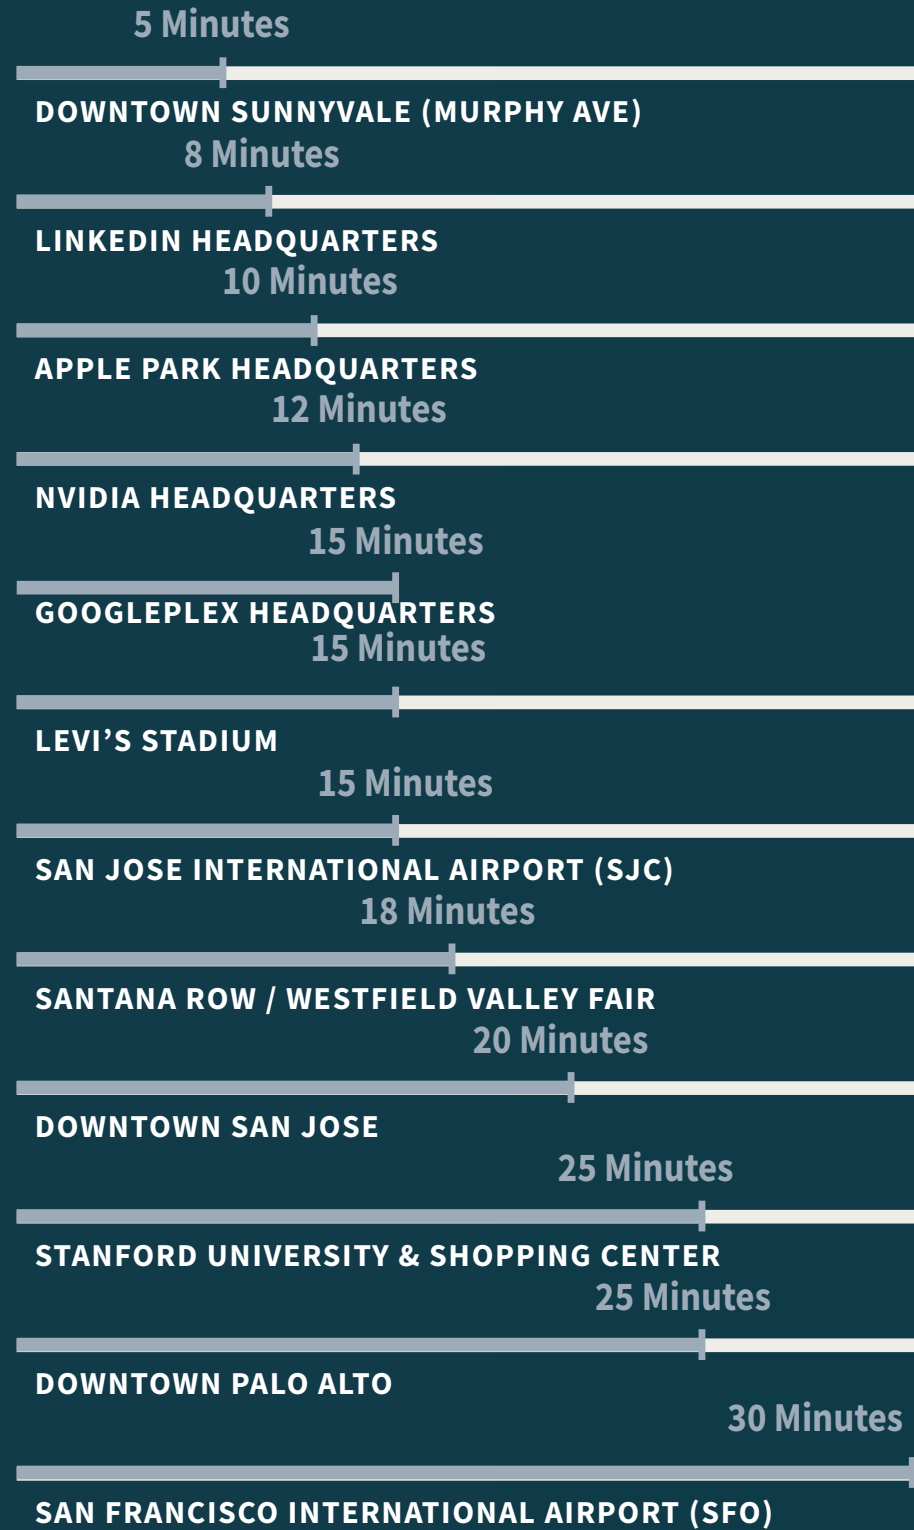 5 Minutes
DOWNTOWN SUNNYVALE (MURPHY AVE)
8 Minutes
LINKEDIN HEADQUARTERS
10 Minutes
APPLE PARK HEADQUARTERS
12 Minutes
NVIDIA HEADQUARTERS
15 Minutes
GOOGLEPLEX HEADQUARTERS
15 Minutes
LEVI’S STADIUM
15 Minutes
SAN JOSE INTERNATIONAL AIRPORT (SJC)
18 Minutes
SANTANA ROW / WESTFIELD VALLEY FAIR
20 Minutes
DOWNTOWN SAN JOSE
25 Minutes
STANFORD UNIVERSITY & SHOPPING CENTER
25 Minutes
DOWNTOWN PALO ALTO
30 Minutes
SAN FRANCISCO INTERNATIONAL AIRPORT (SFO)